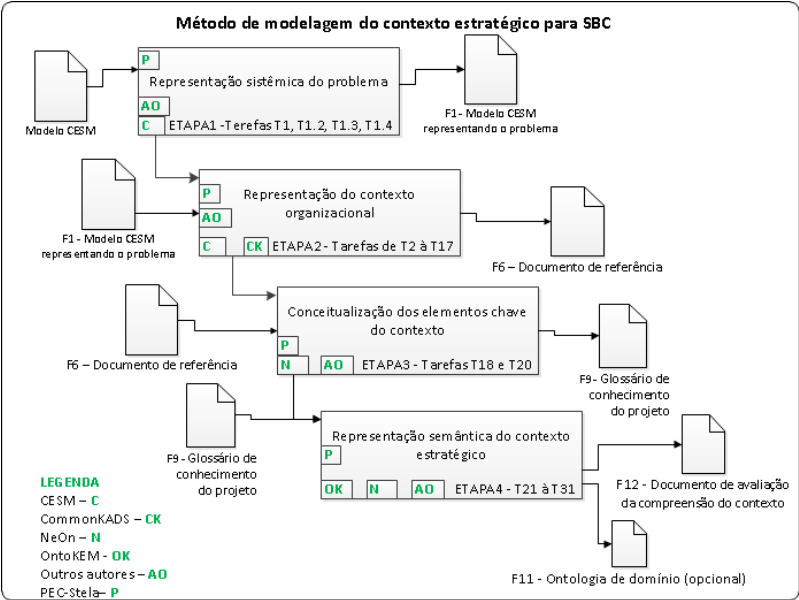 Método de modelagem do contexto estratégico para SBC
P
Representação sistêmica do problema
AO
C ETAPA1 -Terefas T1, T1.2, T1.3, T1.4
Modelo CESM
F1- Modelo CESM
representando o problema
P
Representação do contexto
organizacional
AO
C CK ETAPA2 - Tarefas de T2 à T17
F1 - Modelo CESM
representando o problema
F6 – Documento de referência
Conceitualização dos elementos chave
do contexto
P
N AO ETAPA3 - Tarefas T18 e T20
F6 – Documento de referência
F9 - Glossário de
conhecimento
do projeto
Representação semântica do contexto
estratégico
P
OK N AO ETAPA4 - T21 à T31
F9 - Glossário de
conhecimento
do projeto
F12 - Documento de avaliação
da compreensão do contexto
F11 - Ontologia de domínio (opcional)
LEGENDA
CESM – C
CommonKADS – CK
NeOn – N
OntoKEM - OK
Outros autores – AO
PEC-Stela– P